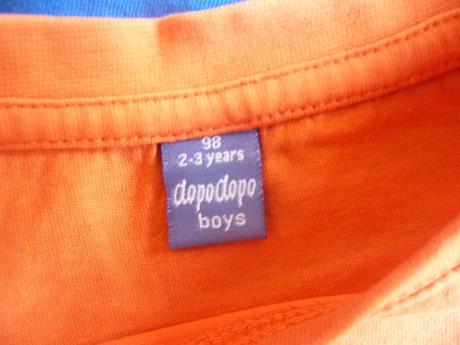 98
2-3 years
dopodopo
boys